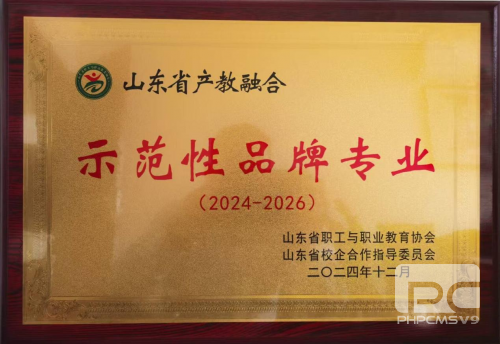 山东省产教融合
示范性品牌专业
(2024-2026)
山东省职工与职业教育协会
山东省校企合作指导委员会
二〇二四年十二月
PC
PHPCMSV9